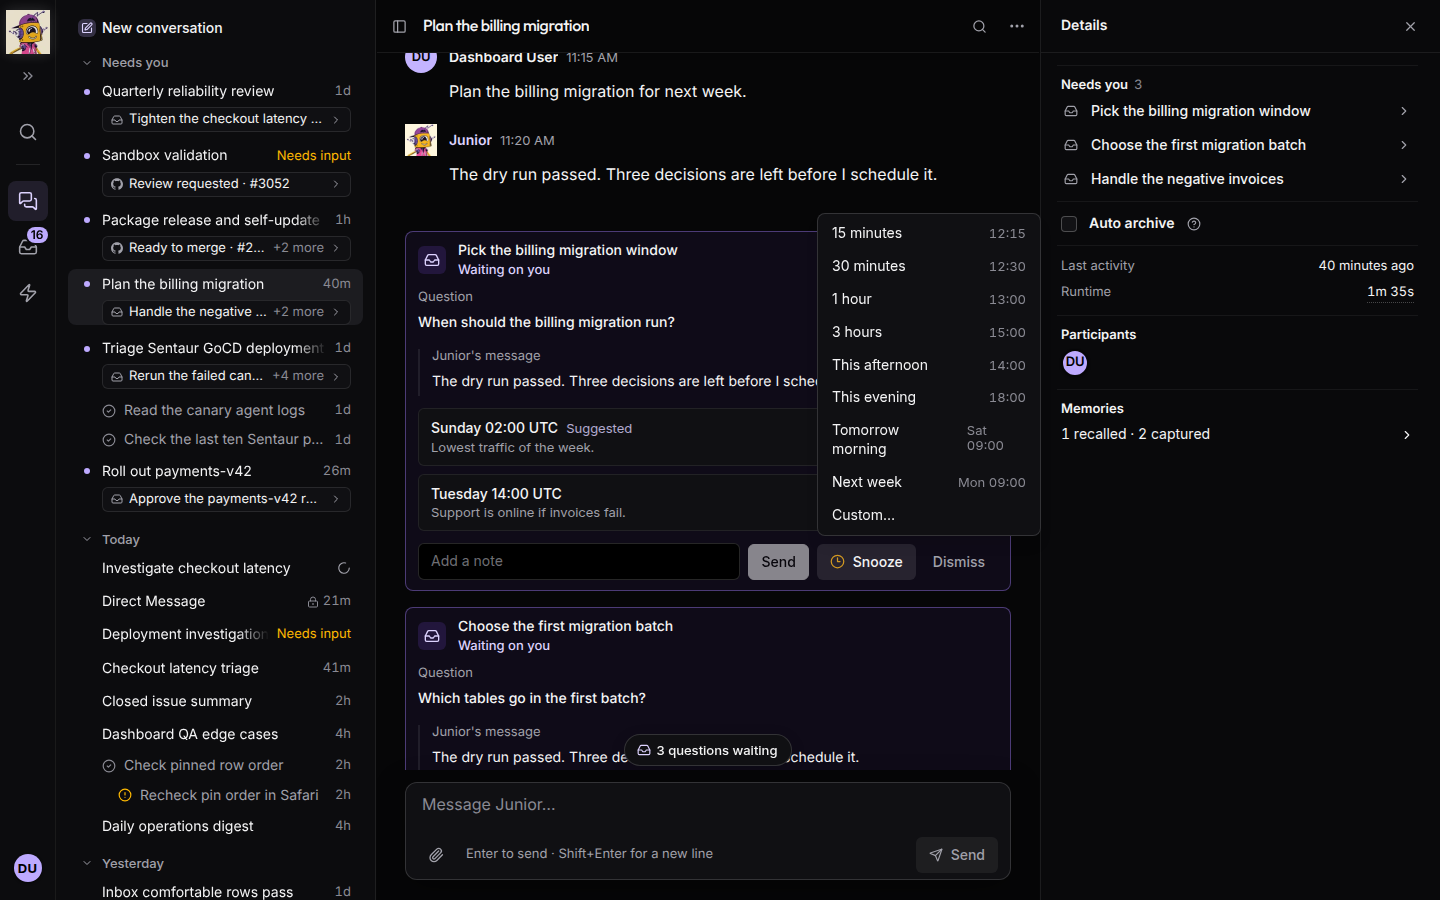 New conversation
Needs you
Quarterly reliability review 1d
Tighten the checkout latency ...
Sandbox validation Needs input
Review requested · #3052
Package release and self-update 1h
Ready to merge · #2... +2 more
Plan the billing migration 40m
Handle the negative ... +2 more
Triage Sentaur GoCD deployment 1d
Rerun the failed can... +4 more
Read the canary agent logs 1d
Check the last ten Sentaur p... 1d
Roll out payments-v42 26m
Approve the payments-v42 r...
Today
Investigate checkout latency
Direct Message 21m
Deployment investigation Needs input
Checkout latency triage 41m
Closed issue summary 2h
Dashboard QA edge cases 4h
Check pinned row order 2h
Recheck pin order in Safari 2h
Daily operations digest 4h
Yesterday
Inbox comfortable rows pass 1d
16
DU
Plan the billing migration
DU Dashboard User 11:15 AM
Plan the billing migration for next week.
Junior 11:20 AM
The dry run passed. Three decisions are left before I schedule it.
Pick the billing migration window
Waiting on you
Question
When should the billing migration run?
Junior's message
The dry run passed. Three decisions are left before I sche
Sunday 02:00 UTC Suggested
Lowest traffic of the week.
Tuesday 14:00 UTC
Support is online if invoices fail.
Add a note Send Snooze Dismiss
15 minutes 12:15
30 minutes 12:30
1 hour 13:00
3 hours 15:00
This afternoon 14:00
This evening 18:00
Tomorrow morning Sat 09:00
Next week Mon 09:00
Custom...
Choose the first migration batch
Waiting on you
Question
Which tables go in the first batch?
Junior's message
The dry run passed. Three de schedule it.
3 questions waiting
Message Junior...
Enter to send · Shift+Enter for a new line Send
Details
Needs you 3
Pick the billing migration window
Choose the first migration batch
Handle the negative invoices
Auto archive
Last activity 40 minutes ago
Runtime 1m 35s
Participants
DU
Memories
1 recalled · 2 captured